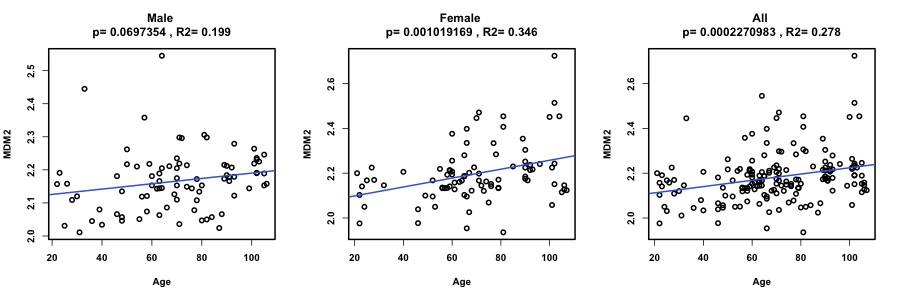 Male
p= 0.0697354 , R2= 0.199
MDM2
2.5
2.4
2.3
2.2
2.1
2.0
20 40 60 80 100
Age
Female
p= 0.001019169 , R2= 0.346
MDM2
2.6
2.4
2.2
2.0
20 40 60 80 100
Age
All
p= 0.0002270983 , R2= 0.278
MDM2
2.6
2.4
2.2
2.0
20 40 60 80 100
Age